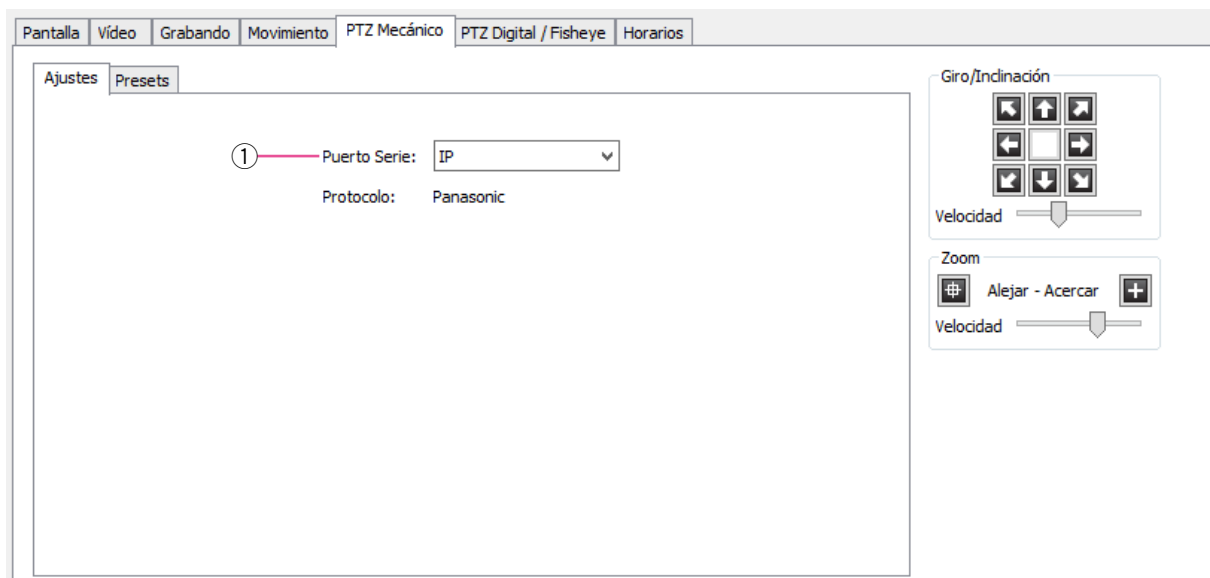 Pantalla Vídeo Grabando Movimiento PTZ Mecánico PTZ Digital / Fisheye Horarios
Ajustes Presets
① Puerto Serie: IP
Protocolo: Panasonic
Giro/Inclinación
Velocidad
Zoom
Alejar - Acercar
Velocidad